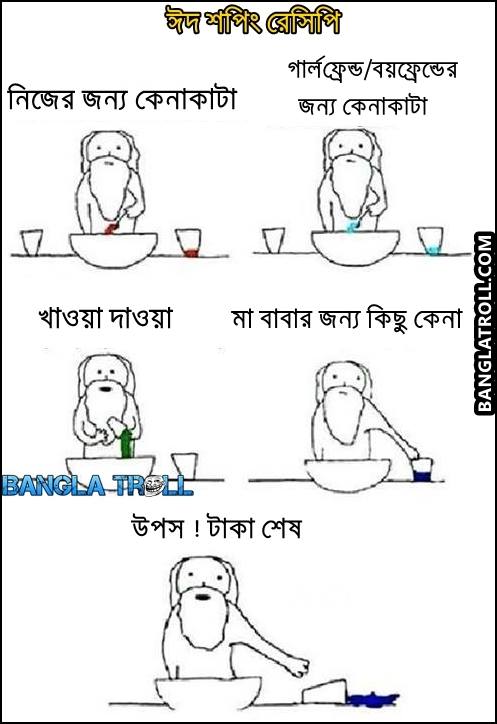 ঈদ শপিং রেসিপি
নিজের জন্য কেনাকাটা
গার্লফ্রেন্ড/বয়ফ্রেন্ডের
জন্য কেনাকাটা
খাওয়া দাওয়া
মা বাবার জন্য কিছু কেনা
BANGLATROLL.COM
BANGLA TROLL
উপস ! টাকা শেষ